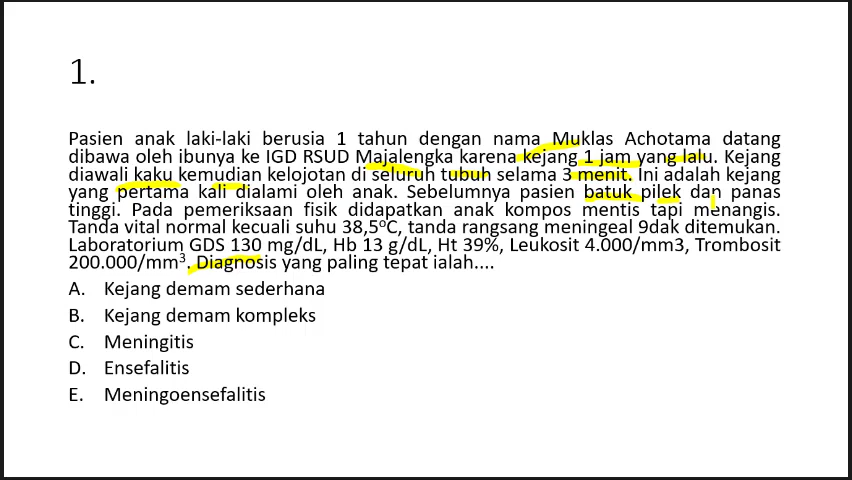 1.
Pasien anak laki-laki berusia 1 tahun dengan nama Muklas Achotama datang
dibawa oleh ibunya ke IGD RSUD Majalengka karena kejang 1 jam yang lalu. Kejang
diawali kaku kemudian kelojotan di seluruh tubuh selama 3 menit. Ini adalah kejang
yang pertama kali dialami oleh anak. Sebelumnya pasien batuk pilek dan panas
tinggi. Pada pemeriksaan fisik didapatkan anak kompos mentis tapi menangis.
Tanda vital normal kecuali suhu 38,5°C, tanda rangsang meningeal 9dak ditemukan.
Laboratorium GDS 130 mg/dL, Hb 13 g/dL, Ht 39%, Leukosit 4.000/mm3, Trombosit
200.000/mm³. Diagnosis yang paling tepat ialah....
A. Kejang demam sederhana
B. Kejang demam kompleks
C. Meningitis
D. Ensefalitis
E. Meningoensefalitis